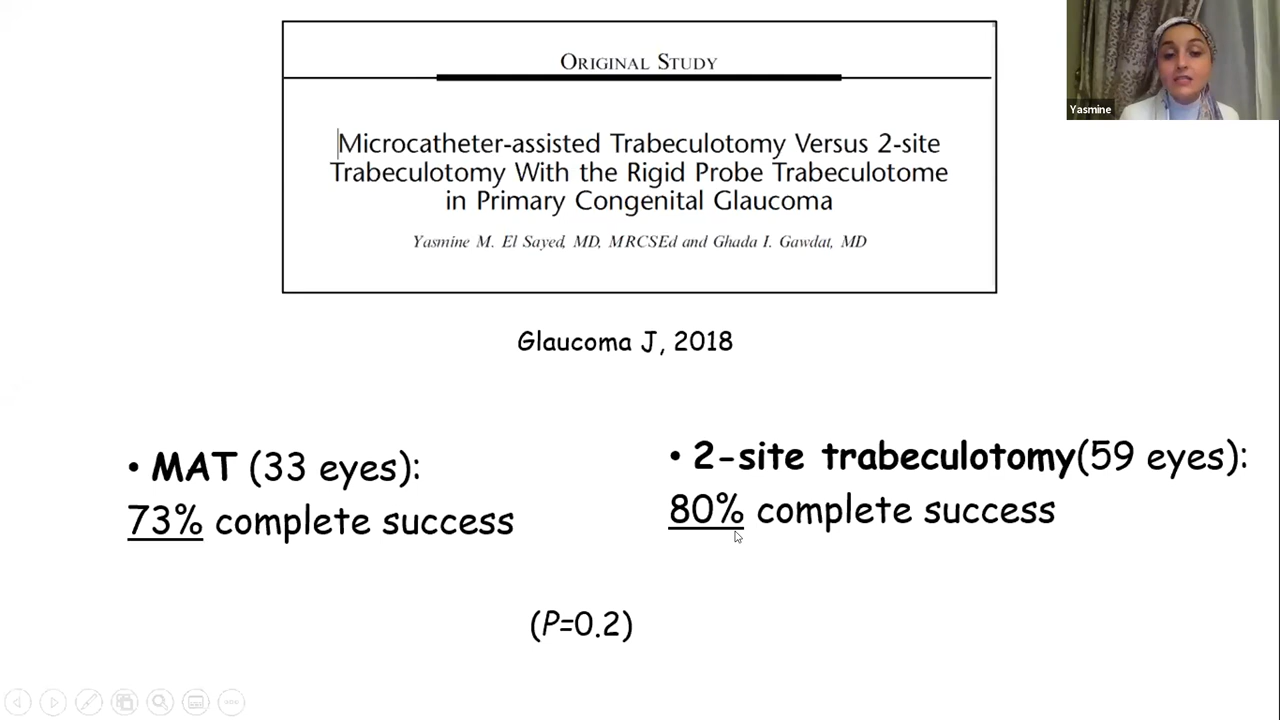 ORIGINAL STUDY
Microcatheter-assisted Trabeculotomy Versus 2-site
Trabeculotomy With the Rigid Probe Trabeculotome
in Primary Congenital Glaucoma
Yasmine M. El Sayed, MD, MRCSEd and Ghada I. Gawdat, MD
Yasmine
Glaucoma J, 2018
• MAT (33 eyes):
73% complete success
• 2-site trabeculotomy(59 eyes):
80% complete success
(P=0.2)